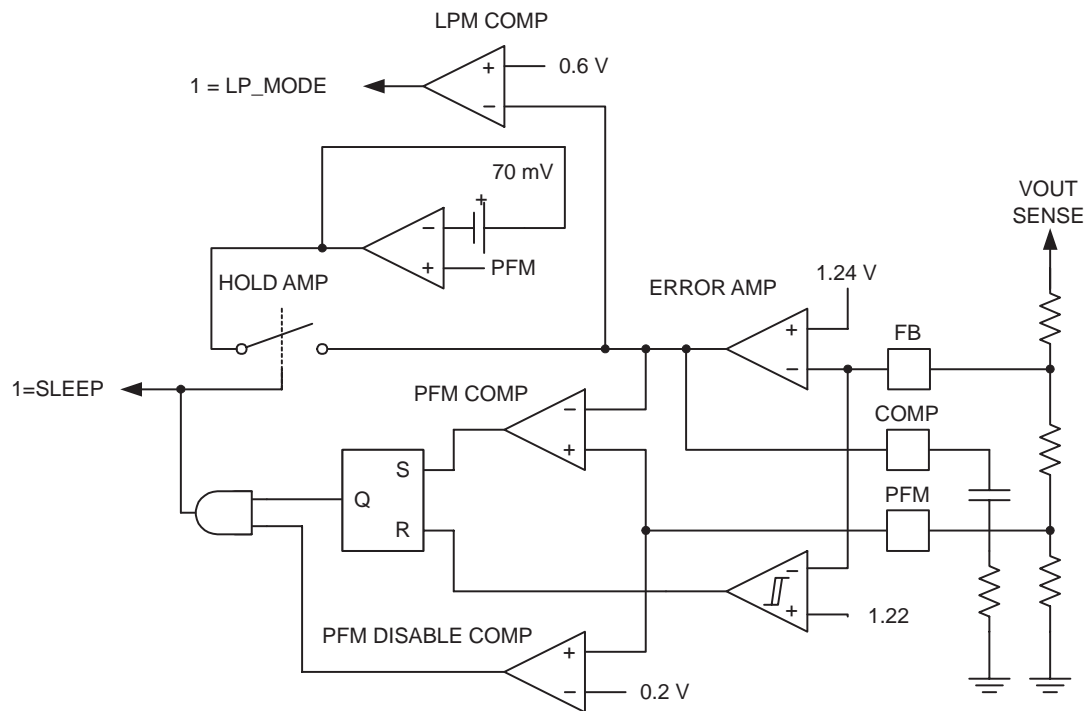 LPM COMP
+
0.6 V
1 = LP_MODE
−
70 mV
+
VOUT
SENSE
−
+
PFM
HOLD AMP
1.24 V
ERROR AMP
+
FB
−
1=SLEEP
PFM COMP
−
COMP
+
S
Q
PFM
R
−
+
1.22
PFM DISABLE COMP
+
−
0.2 V